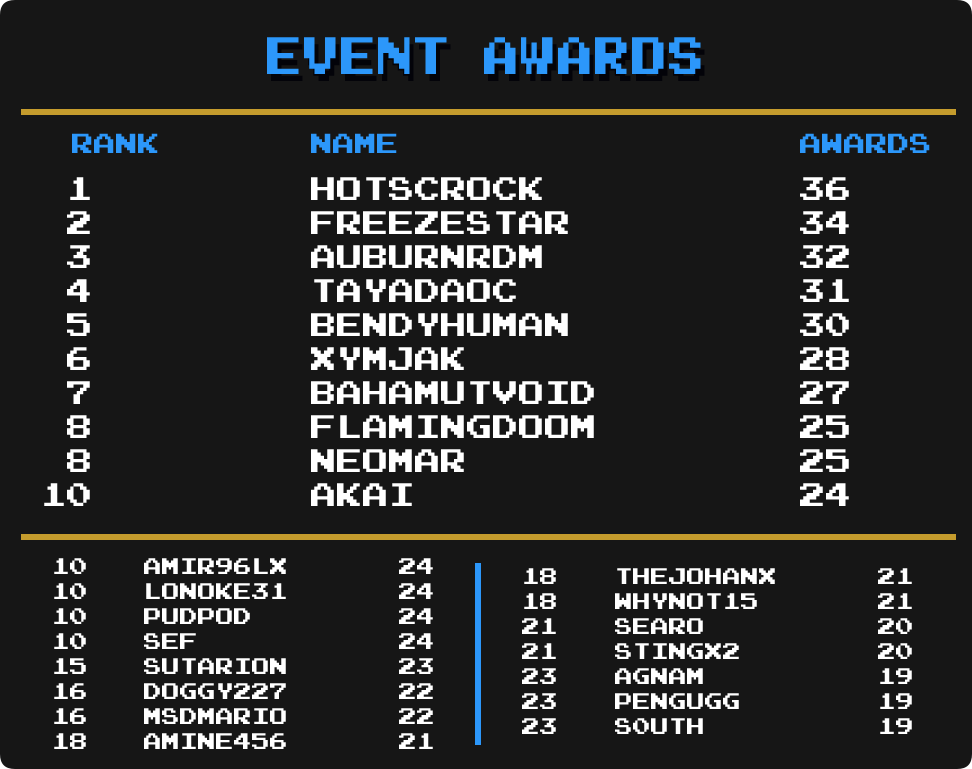 EVENT AWARDS
RANK NAME AWARDS
1 HOTSCROCK 36
2 FREEZESTAR 34
3 AUBURNRDM 32
4 TAYADAOC 31
5 BENDYHUMAN 30
6 XYMJAK 28
7 BAHAMUTVOID 27
8 FLAMINGDOOM 25
8 NEOMAR 25
10 AKAI 24
10 AMIR96LX 24
10 LONOKE31 24
10 PUDPOD 24
10 SEF 24
15 SUTARION 23
16 DOGGY227 22
16 MSDMARIO 22
18 AMINE456 21
18 THEJOHANX 21
18 WHYNOT15 21
21 SEARO 20
21 STINGX2 20
23 AGNAM 19
23 PENGUGG 19
23 SOUTH 19